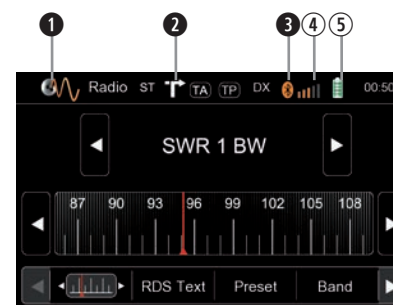 1 2 3 4 5
Radio ST TA TP DX 00:50
SWR 1 BW
87 90 93 96 99 102 105 108
RDS Text Preset Band